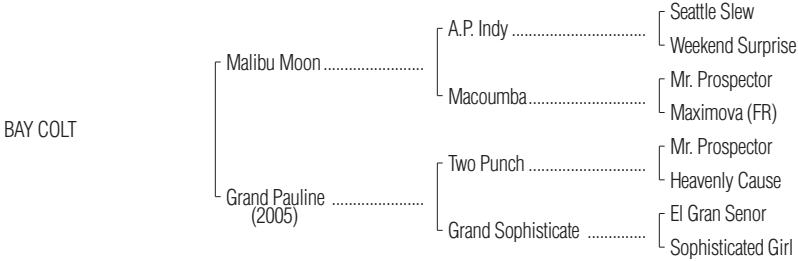 Seattle Slew
A.P. Indy ..............................
Weekend Surprise
Malibu Moon .......................
Mr. Prospector
Macoumba ...........................
Maximova (FR)
BAY COLT
Mr. Prospector
Two Punch ...........................
Heavenly Cause
Grand Pauline .....................
(2005)
El Gran Senor
Grand Sophisticate .............
Sophisticated Girl